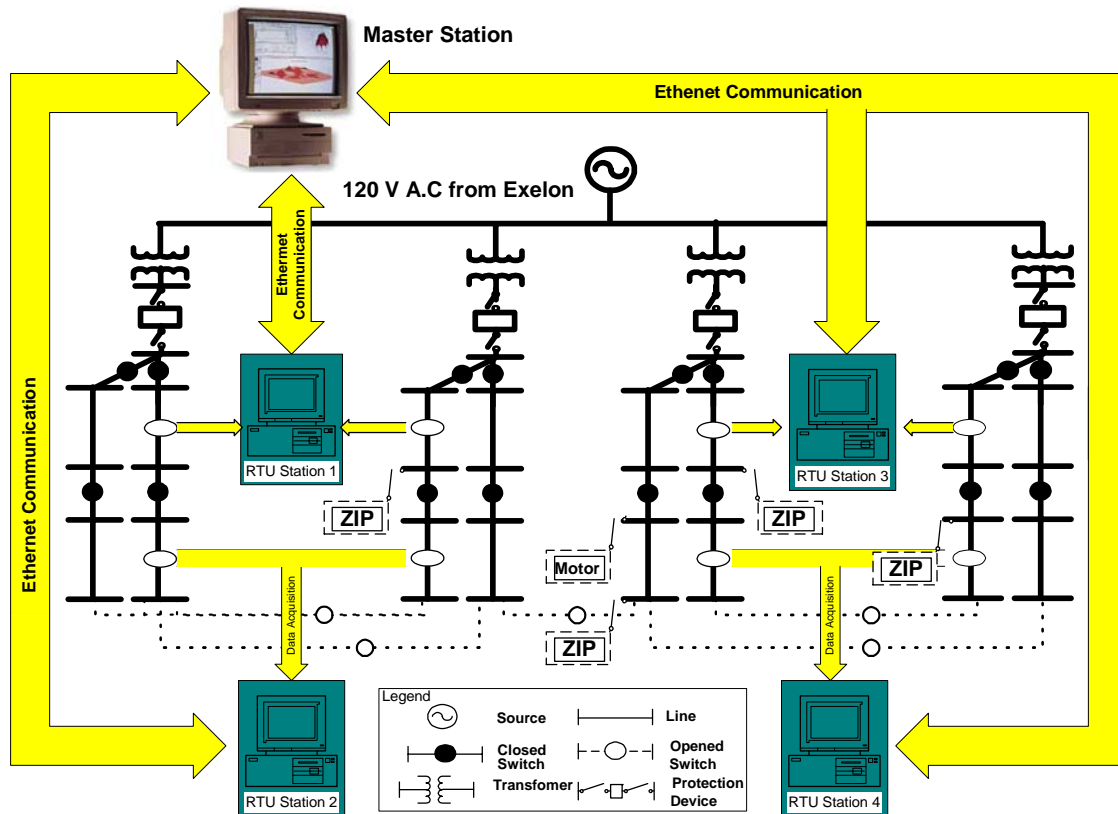 Master Station
Ethenet Communication
120 V A.C from Exelon
Ethermet
Communication
Ethernet Communication
RTU Station 1
RTU Station 3
ZIP
ZIP
Motor
ZIP
ZIP
Data Acquisition
Data Acquisition
RTU Station 2
RTU Station 4
Legend
Source
Line
Closed
Switch
Opened
Switch
Transfomer
Protection
Device